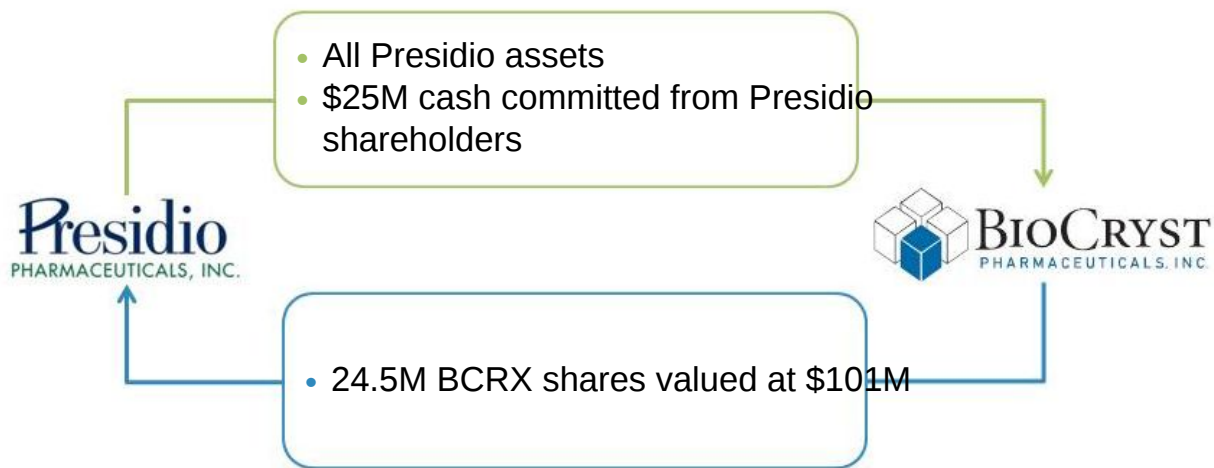 • All Presidio assets
• $25M cash committed from Presidio
shareholders
Presidio
PHARMACEUTICALS, INC.
BIOCRYST
PHARMACEUTICALS, INC.
• 24.5M BCRX shares valued at $101M